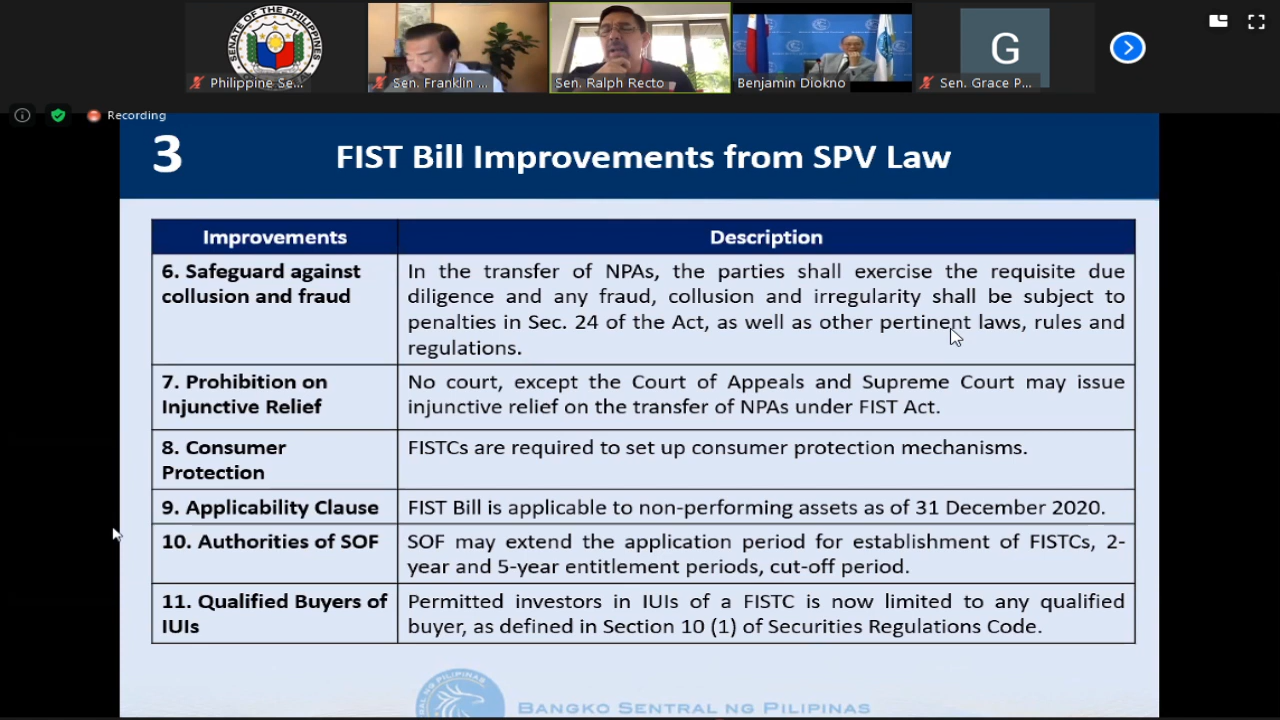 SENATE OF THE PHILIPPINES
Philippine Se...
Sen. Franklin ...
Sen. Ralph Recto
Benjamin Diokno
G
Sen. Grace P...
Recording
3
FIST Bill Improvements from SPV Law
Improvements
Description
6. Safeguard against
collusion and fraud
In the transfer of NPAs, the parties shall exercise the requisite due
diligence and any fraud, collusion and irregularity shall be subject to
penalties in Sec. 24 of the Act, as well as other pertinent laws, rules and
regulations.
7. Prohibition on
Injunctive Relief
No court, except the Court of Appeals and Supreme Court may issue
injunctive relief on the transfer of NPAs under FIST Act.
8. Consumer
Protection
FISTCs are required to set up consumer protection mechanisms.
9. Applicability Clause
FIST Bill is applicable to non-performing assets as of 31 December 2020.
10. Authorities of SOF
SOF may extend the application period for establishment of FISTCs, 2-
year and 5-year entitlement periods, cut-off period.
11. Qualified Buyers of
IUIs
Permitted investors in IUIs of a FISTC is now limited to any qualified
buyer, as defined in Section 10 (1) of Securities Regulations Code.
BANGKO SENTRAL NG PILIPINAS